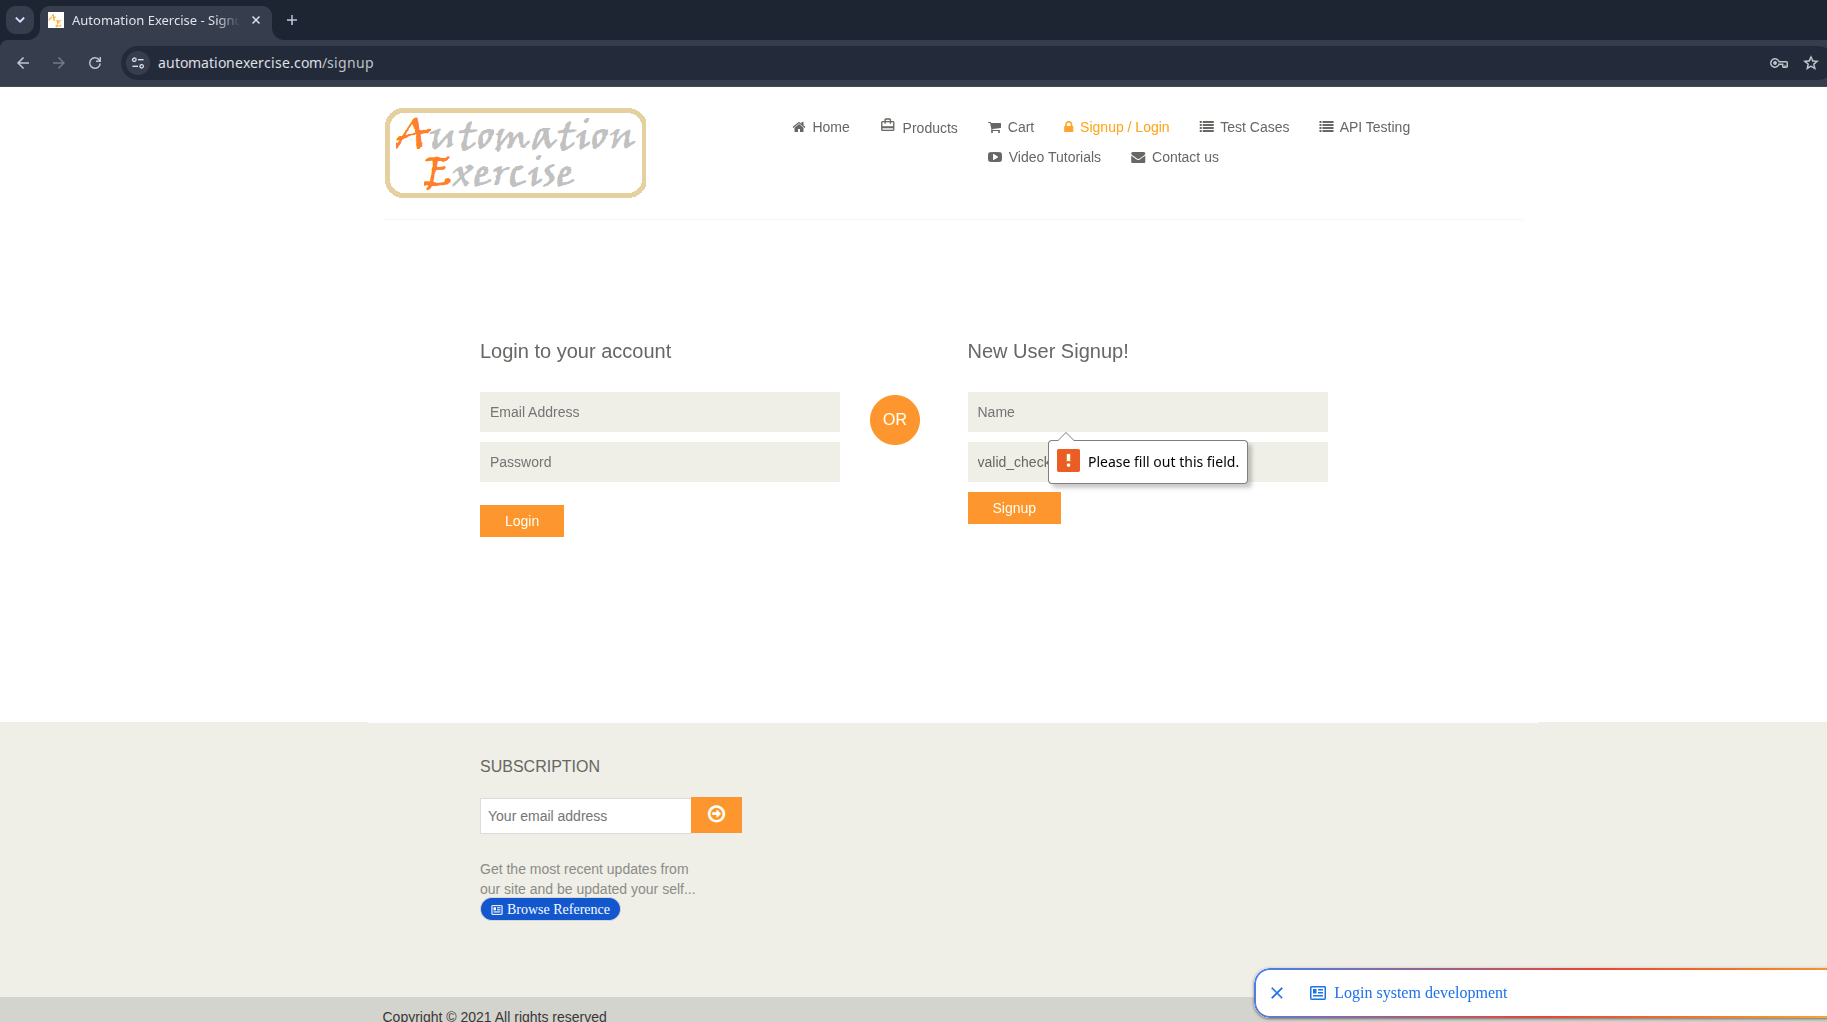 Automation Exercise - Sign
automationexercise.com/signup
Automation
Exercise
Home
Products
Cart
Signup / Login
Test Cases
API Testing
Video Tutorials
Contact us
Login to your account
Email Address
Password
Login
OR
New User Signup!
Name
valid_check
Please fill out this field.
Signup
SUBSCRIPTION
Your email address
Get the most recent updates from
our site and be updated your self...
Browse Reference
Login system development
Copyright © 2021 All rights reserved